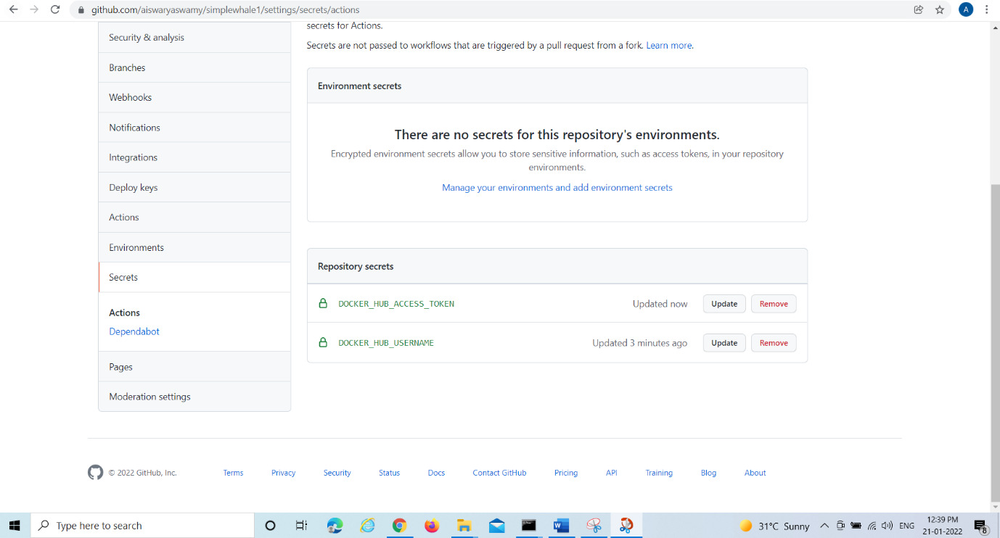 github.com/aiswaryaswamy/simplewhale1/settings/secrets/actions
A
Security & analysis
Branches
Webhooks
Notifications
Integrations
Deploy keys
Actions
Environments
Secrets
Actions
Dependabot
Pages
Moderation settings
secrets for Actions.
Secrets are not passed to workflows that are triggered by a pull request from a fork. Learn more.
Environment secrets
There are no secrets for this repository's environments.
Encrypted environment secrets allow you to store sensitive information, such as access tokens, in your repository
environments.
Manage your environments and add environment secrets
Repository secrets
DOCKER_HUB_ACCESS_TOKEN Updated now Update Remove
DOCKER_HUB_USERNAME Updated 3 minutes ago Update Remove
© 2022 GitHub, Inc. Terms Privacy Security Status Docs Contact GitHub Pricing API Training Blog About
Type here to search
31°C Sunny
ENG
12:39 PM
21-01-2022
8